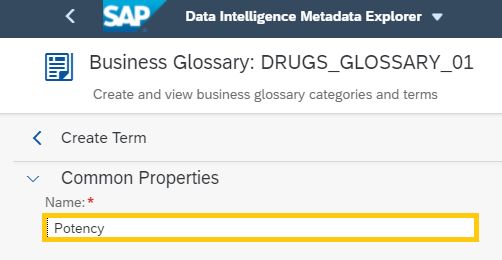 SAP Data Intelligence Metadata Explorer
Business Glossary: DRUGS_GLOSSARY_01
Create and view business glossary categories and terms
Create Term
Common Properties
Name:*
Potency